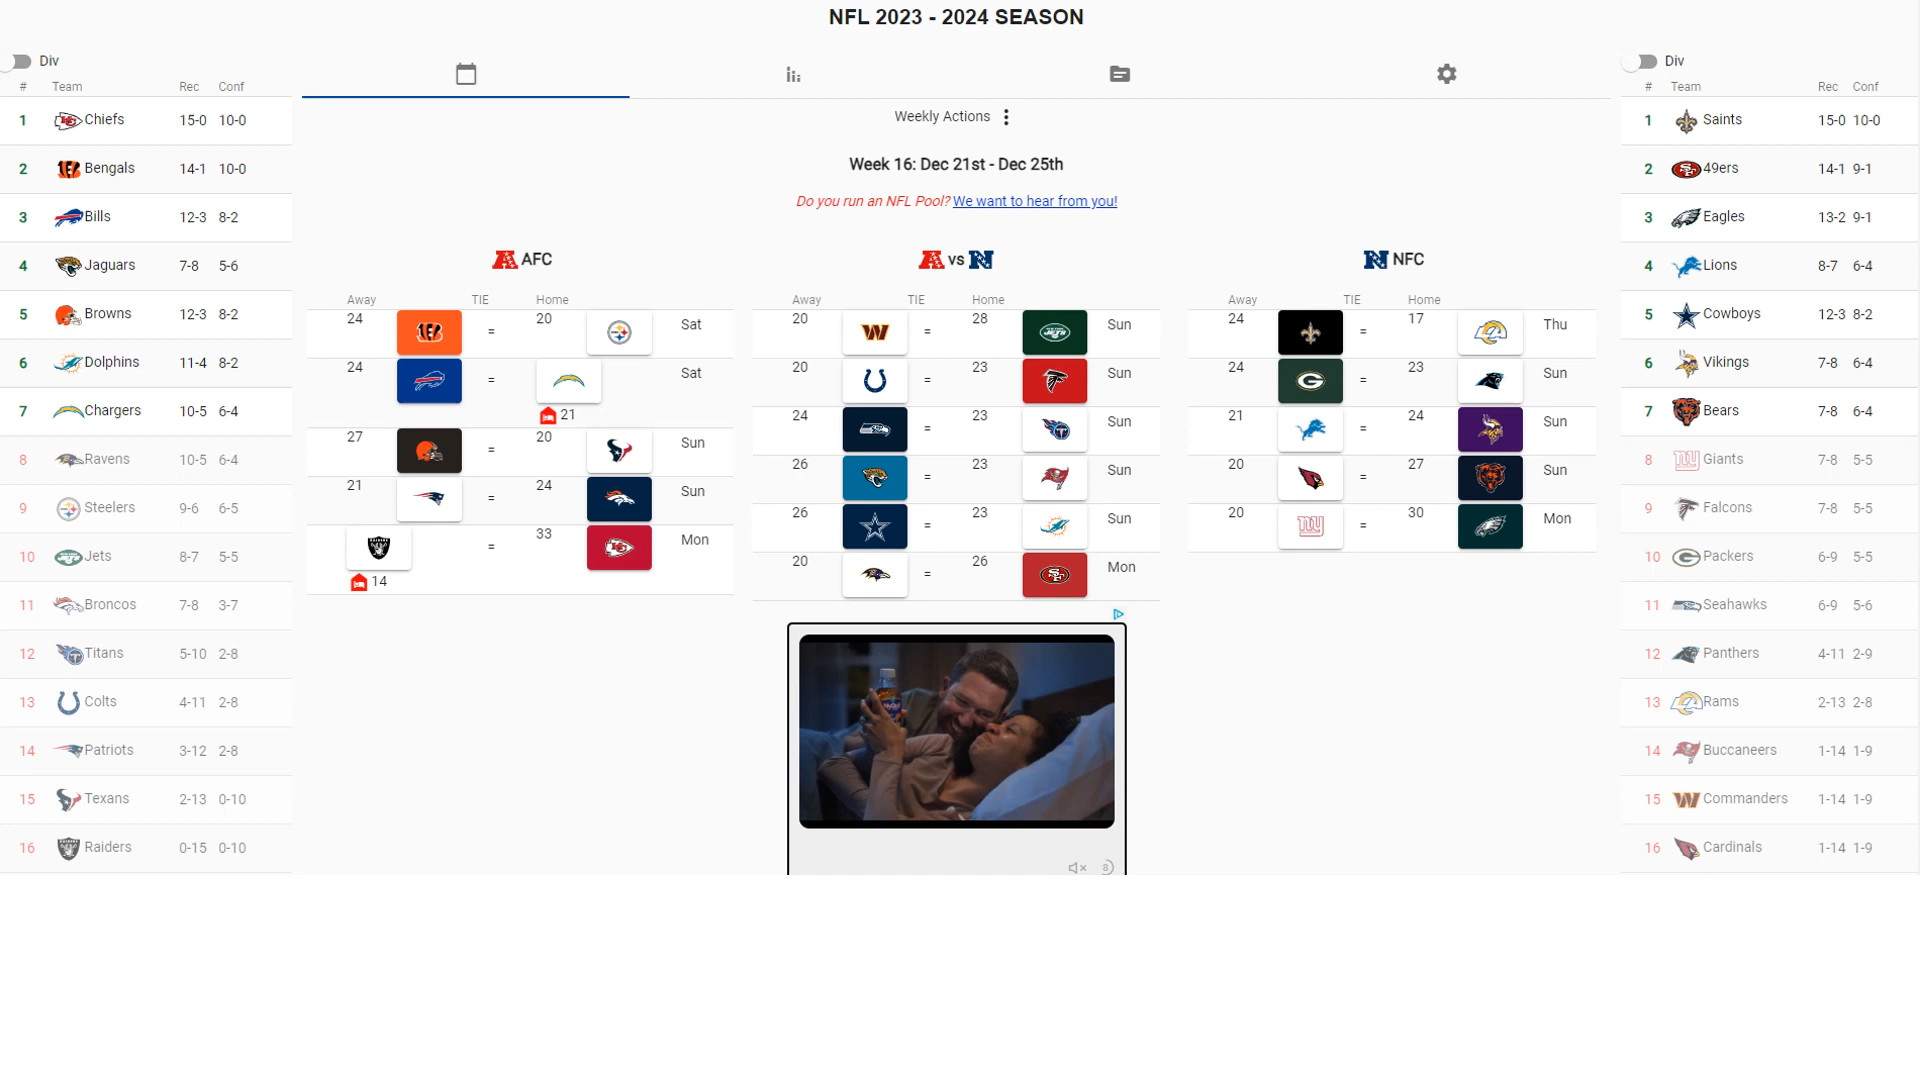 NFL 2023 - 2024 SEASON
Div
# Team Rec Conf
1 Chiefs 15-0 10-0
2 Bengals 14-1 10-0
3 Bills 12-3 8-2
4 Jaguars 7-8 5-6
5 Browns 12-3 8-2
6 Dolphins 11-4 8-2
7 Chargers 10-5 6-4
8 Ravens 10-5 6-4
9 Steelers 9-6 6-5
10 Jets 8-7 5-5
11 Broncos 7-8 3-7
12 Titans 5-10 2-8
13 Colts 4-11 2-8
14 Patriots 3-12 2-8
15 Texans 2-13 0-10
16 Raiders 0-15 0-10
Weekly Actions
Week 16: Dec 21st - Dec 25th
Do you run an NFL Pool? We want to hear from you!
AFC
Away TIE Home
24 = 20 Sat
24 = Sat
21
27 = 20 Sun
21 = 24 Sun
= 33 Mon
14
A vs N
Away TIE Home
20 = 28 Sun
20 = 23 Sun
24 = 23 Sun
26 = 23 Sun
26 = 23 Sun
20 = 26 Mon
NFC
Away TIE Home
24 = 17 Thu
24 = 23 Sun
21 = 24 Sun
20 = 27 Sun
20 = 30 Mon
8
Div
# Team Rec Conf
1 Saints 15-0 10-0
2 49ers 14-1 9-1
3 Eagles 13-2 9-1
4 Lions 8-7 6-4
5 Cowboys 12-3 8-2
6 Vikings 7-8 6-4
7 Bears 7-8 6-4
8 Giants 7-8 5-5
9 Falcons 7-8 5-5
10 Packers 6-9 5-5
11 Seahawks 6-9 5-6
12 Panthers 4-11 2-9
13 Rams 2-13 2-8
14 Buccaneers 1-14 1-9
15 Commanders 1-14 1-9
16 Cardinals 1-14 1-9